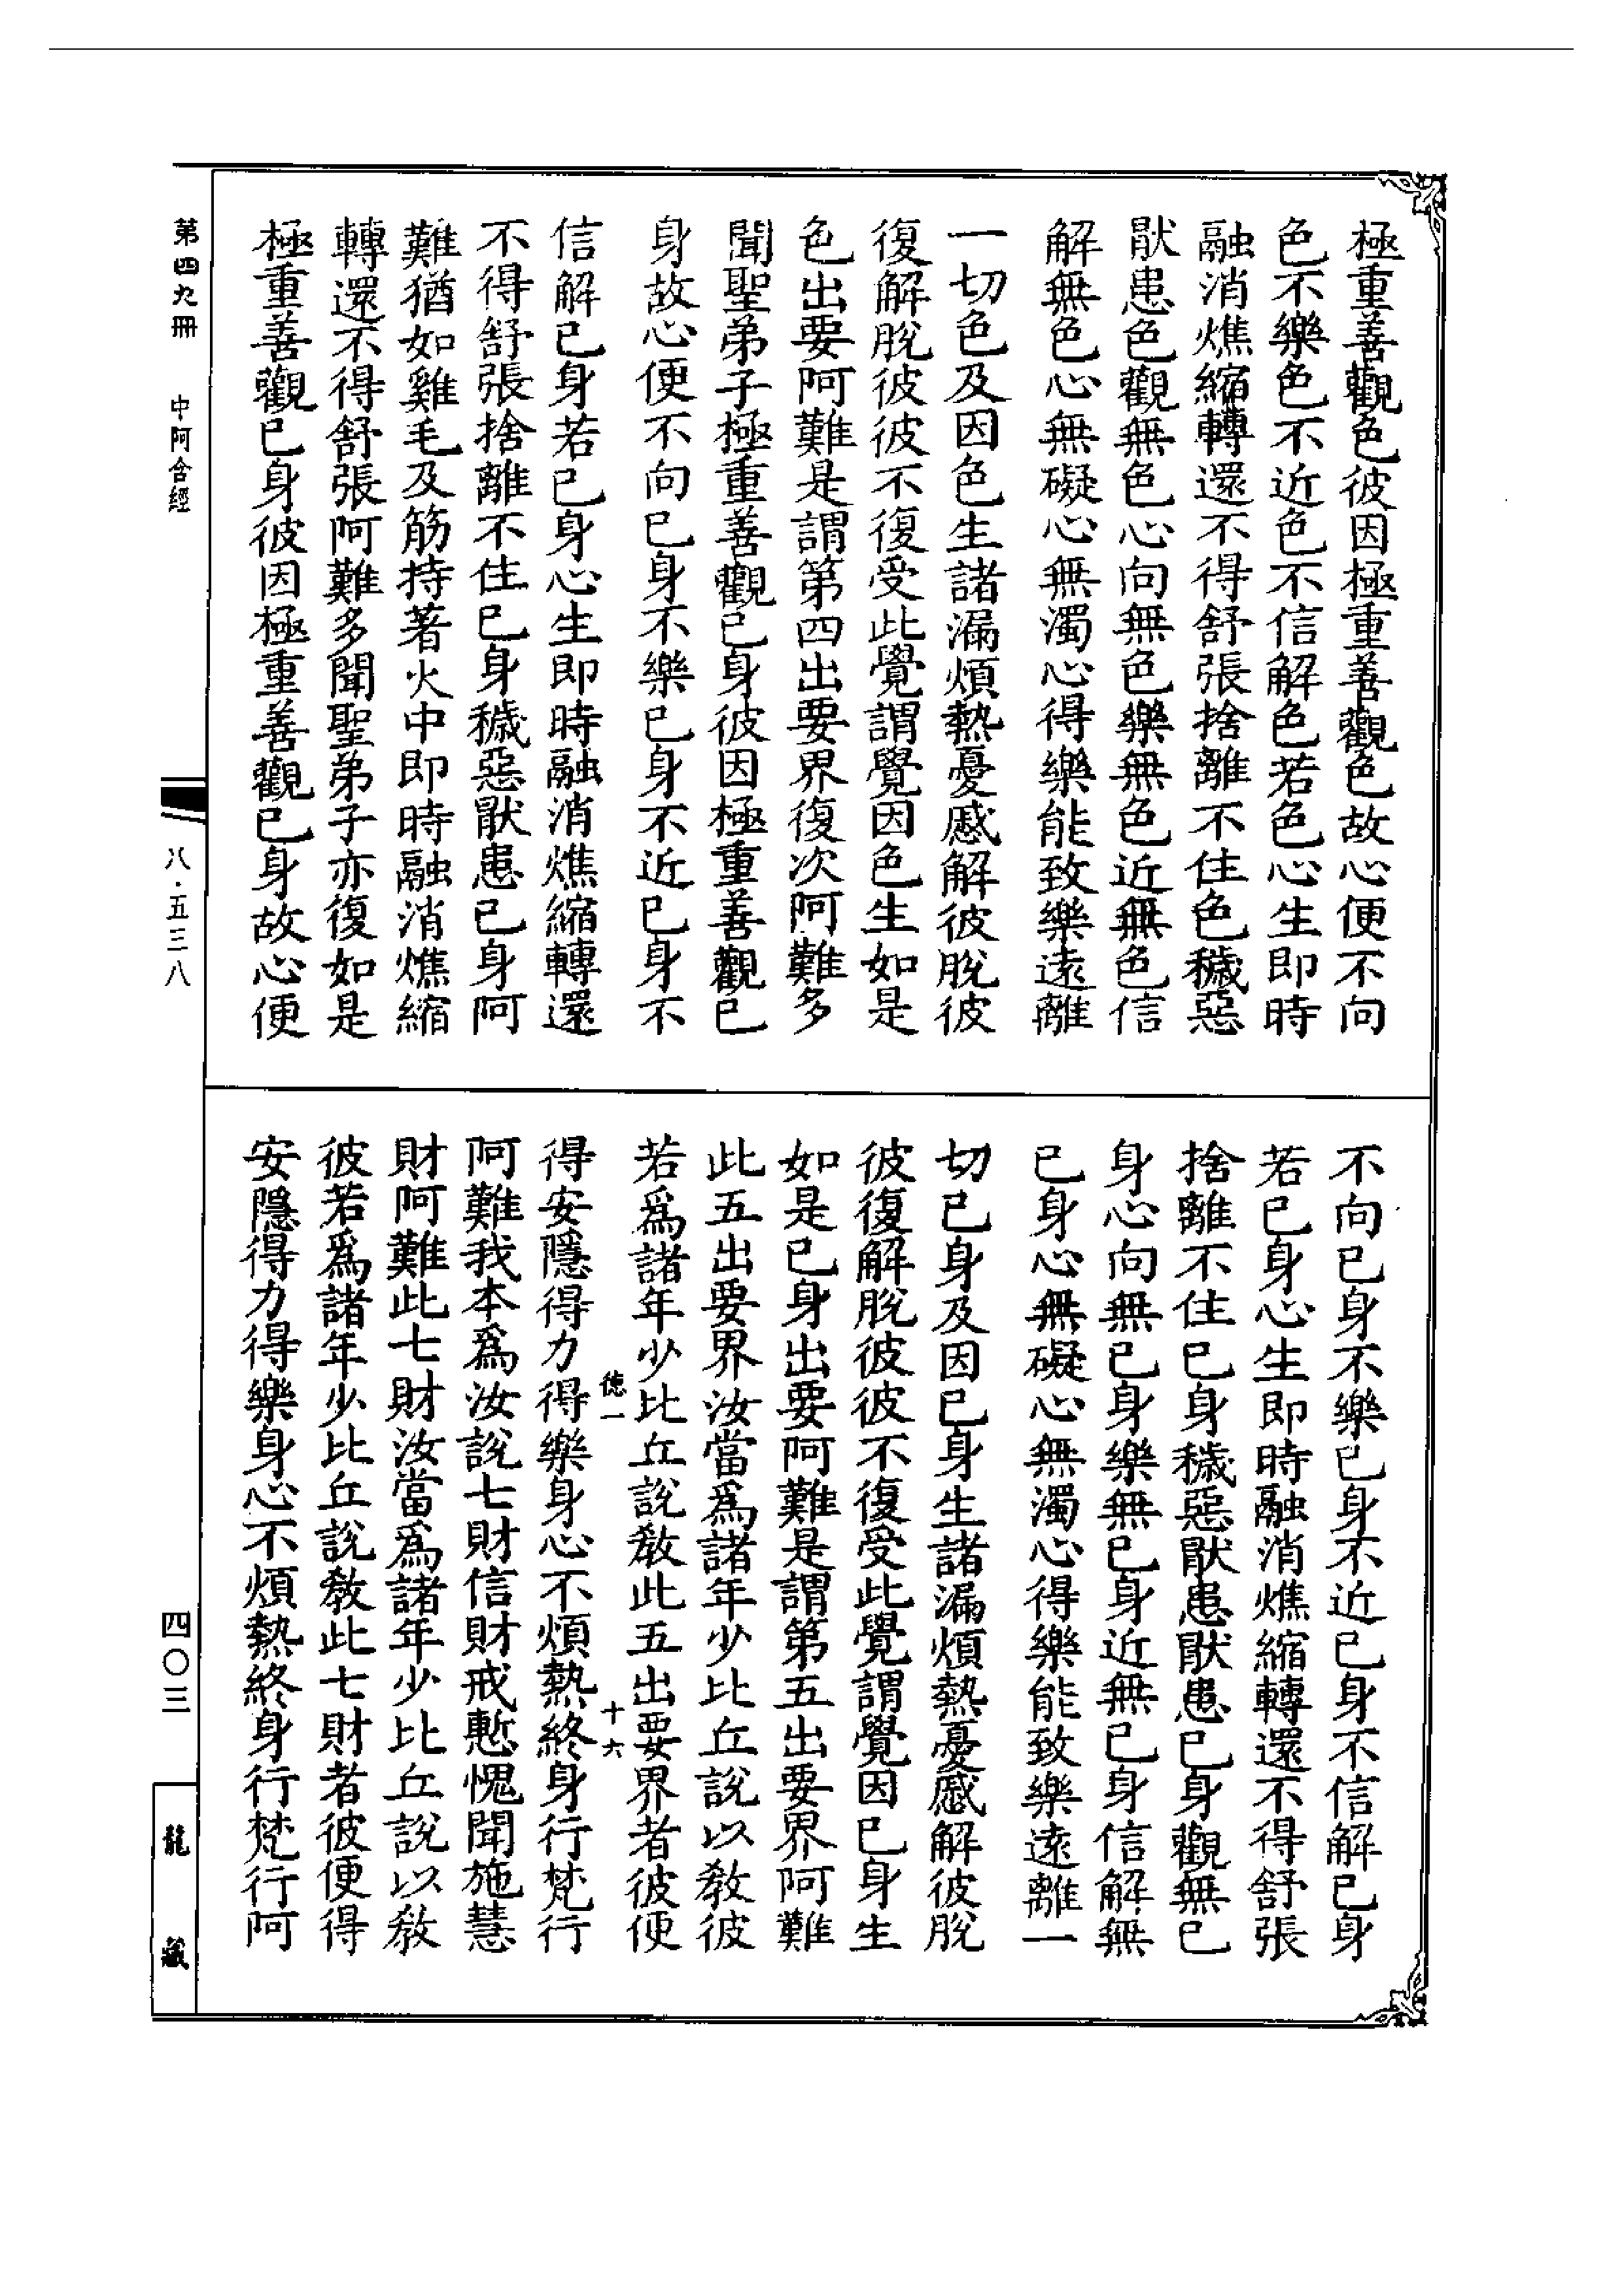 極重善觀色彼因極重善觀色故心便不向
色不樂色不近色不信解色若色心生即時
融消燋縮轉還不得舒張捨離不住色穢惡
厭患色觀無色心向無色樂無色近無色信
解無色心無礙心無濁心得樂能致樂遠離
一切色及因色生諸漏煩熱憂慼解彼脫彼
復解脫彼彼不復受此覺謂覺因色生如是
色出要阿難是謂第四出要界復次阿難多
聞聖弟子極重善觀已身彼因極重善觀已
身故心便不向已身不樂已身不近已身不
信解已身若已身心生即時融消燋縮轉還
不得舒張捨離不住已身穢惡厭患已身阿
難猶如雞毛及筋持著火中即時融消燋縮
轉還不得舒張阿難多聞聖弟子亦復如是
極重善觀已身彼因極重善觀已身故心便
不向已身不樂已身不近已身不信解已身
若已身心生即時融消燋縮轉還不得舒張
捨離不住已身穢惡厭患厭患已身觀無已
身心向無已身樂無已身近無已身信解無
已身心無礙心無濁心得樂能致樂遠離一
切已身及因已身生諸漏煩熱憂慼解彼脫
彼復解脫彼彼不復受此覺謂覺因已身生
如是已身出要阿難是謂第五出要界阿難
此五出要界汝當爲諸年少比丘說以教彼
若爲諸年少比丘說教此五出要界者彼便
德一 十六
得安隱得力得樂身心不煩熱終身行梵行
阿難我本爲汝說七財信財戒慙愧聞施慧
財阿難此七財汝當爲諸年少比丘說以教
彼若爲諸年少比丘說教此七財者彼便得
安隱得力得樂身心不煩熱終身行梵行阿
第四九冊 中阿含經
八·五三八
四〇三
龍藏